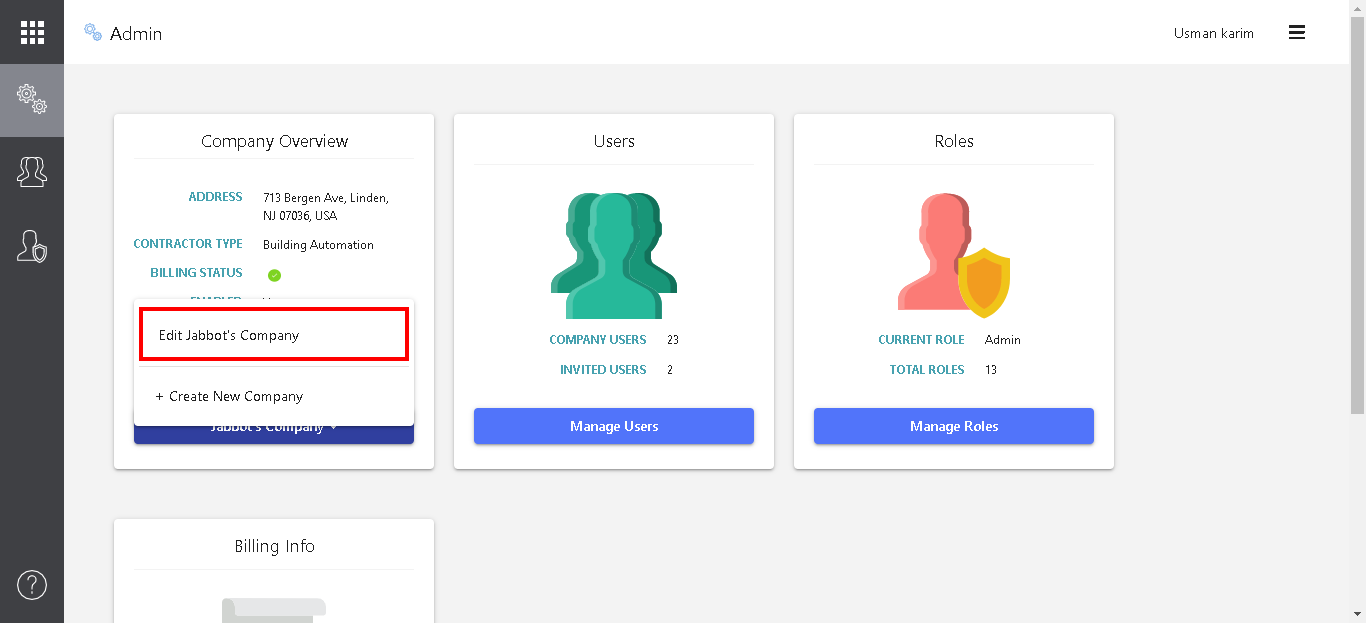 Admin
Usman karim
Company Overview
ADDRESS 713 Bergen Ave, Linden,
NJ 07036, USA
CONTRACTOR TYPE Building Automation
BILLING STATUS
Edit Jabbot's Company
+ Create New Company
Jabbot's Company
Users
COMPANY USERS 23
INVITED USERS 2
Manage Users
Roles
CURRENT ROLE Admin
TOTAL ROLES 13
Manage Roles
Billing Info
?